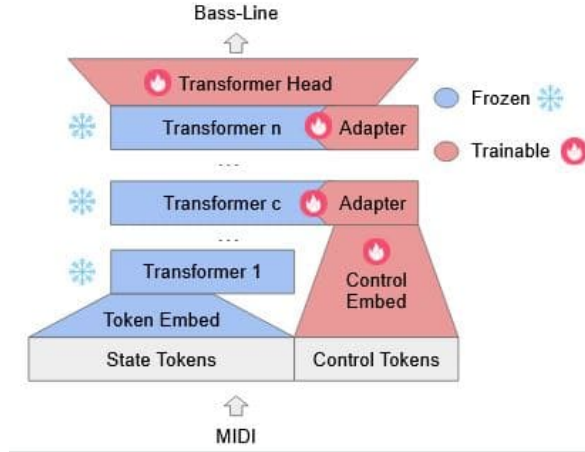 Bass-Line
Transformer Head
Frozen
Transformer n
Adapter
Trainable
...
Transformer c
Adapter
...
Transformer 1
Control
Embed
Token Embed
State Tokens
Control Tokens
MIDI